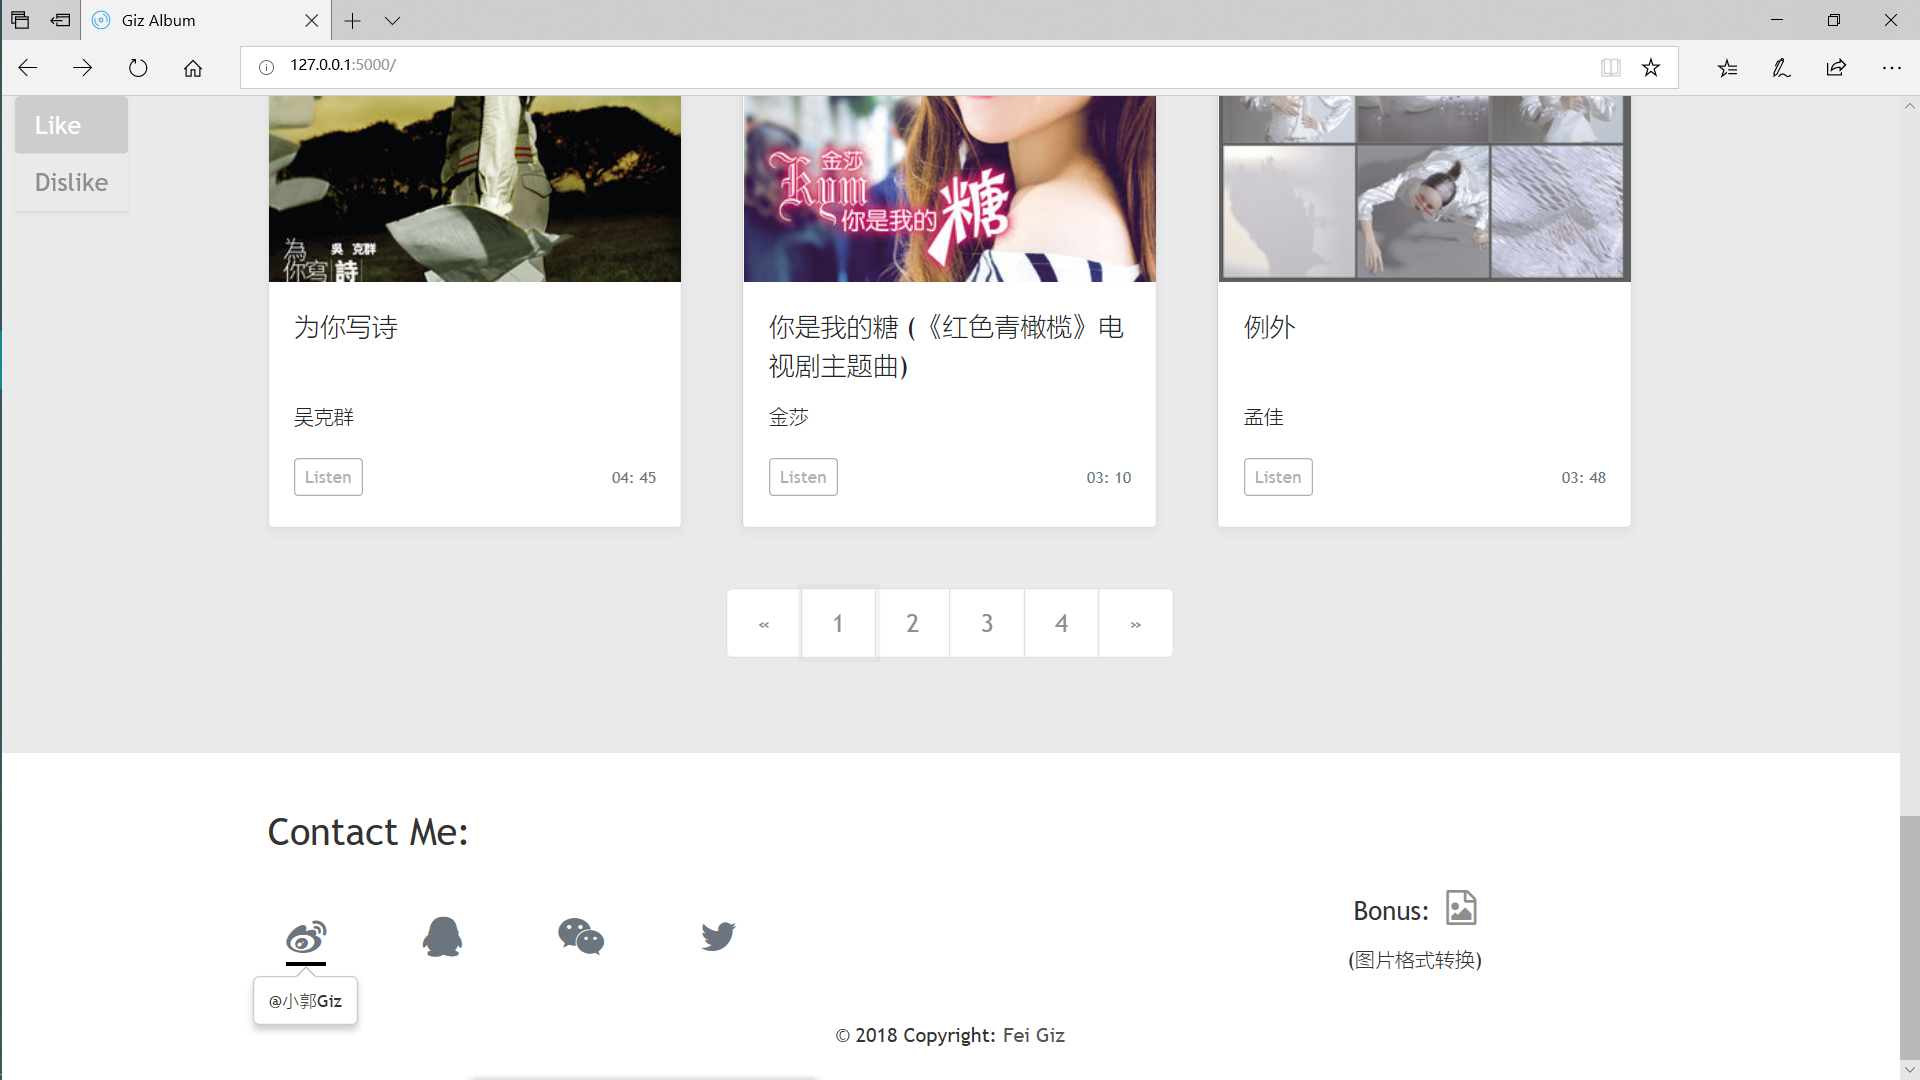 Giz Album
127.0.0.1:5000/
Like
Dislike
為你寫詩 吳克群
金莎
Kym
你是我的糖
为你写诗
你是我的糖 (《红色青橄榄》电
视剧主题曲)
例外
吴克群
金莎
孟佳
Listen
04: 45
Listen
03: 10
Listen
03: 48
« 1 2 3 4 »
Contact Me:
Bonus:
(图片格式转换)
@小郭Giz
© 2018 Copyright: Fei Giz